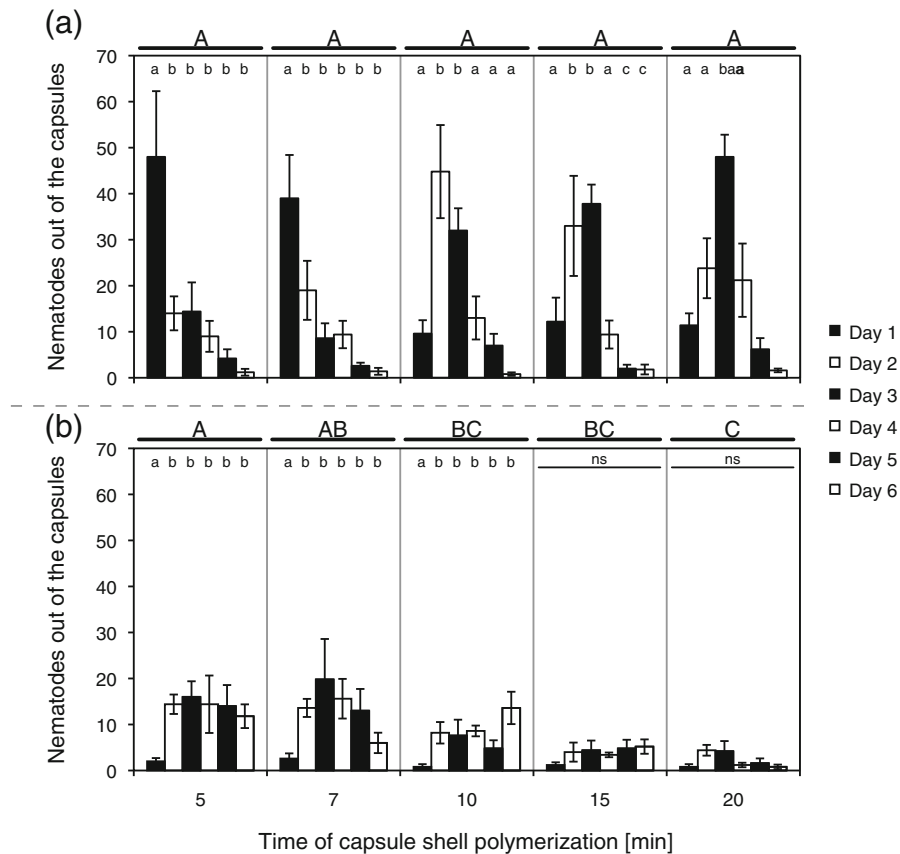 (a)
A A A A A
Nematodes out of the capsules
70
60
50
40
30
20
10
0
a b b b b b
a b b b b b
a b b a a a
a b b a c c
a a b a a a
Day 1
Day 2
Day 3
Day 4
Day 5
Day 6
(b)
A AB BC BC C
Nematodes out of the capsules
70
60
50
40
30
20
10
0
a b b b b b
a b b b b b
a b b b b b
ns
ns
5 7 10 15 20
Time of capsule shell polymerization [min]